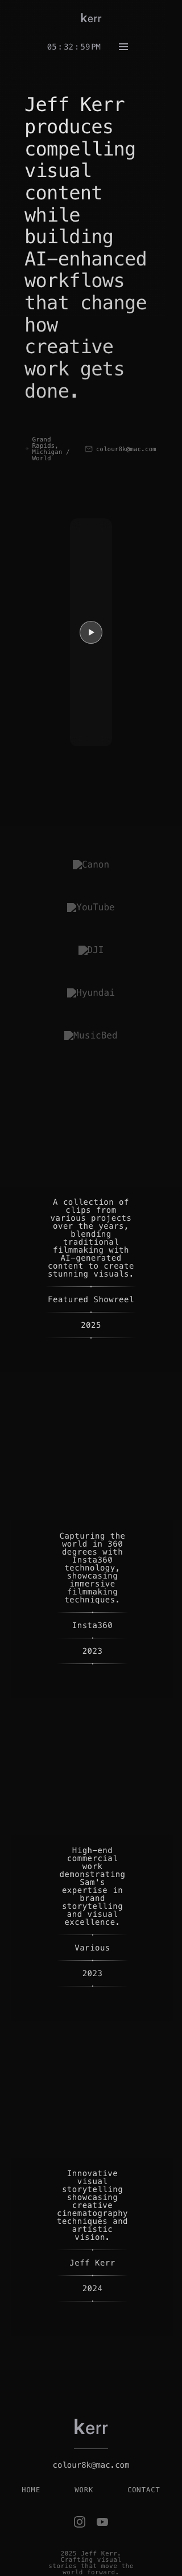 kerr
05:32:59 PM
Jeff Kerr
produces
compelling
visual
content
while
building
AI-enhanced
workflows
that change
how
creative
work gets
done.
Grand
Rapids,
Michigan /
World
colour8k@mac.com
Canon
YouTube
DJI
Hyundai
MusicBed
A collection of
clips from
various projects
over the years,
blending
traditional
filmmaking with
AI-generated
content to create
stunning visuals.
Featured Showreel
2025
Capturing the
world in 360
degrees with
Insta360
technology,
showcasing
immersive
filmmaking
techniques.
Insta360
2023
High-end
commercial
work
demonstrating
Sam's
expertise in
brand
storytelling
and visual
excellence.
Various
2023
Innovative
visual
storytelling
showcasing
creative
cinematography
techniques and
artistic
vision.
Jeff Kerr
2024
kerr
colour8k@mac.com
HOME WORK CONTACT
2025 Jeff Kerr.
Crafting visual
stories that move the
world forward.